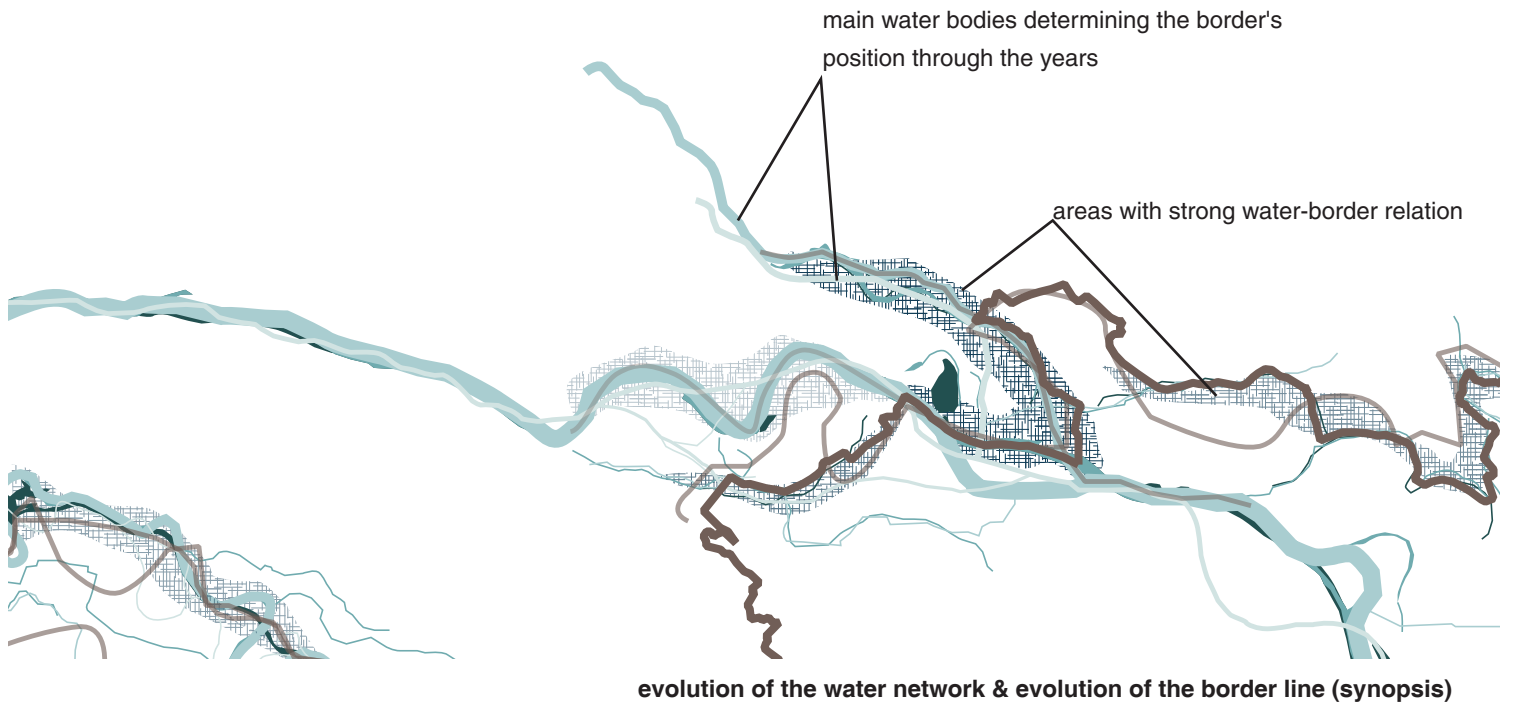 main water bodies determining the border's
position through the years
areas with strong water-border relation
evolution of the water network & evolution of the border line (synopsis)